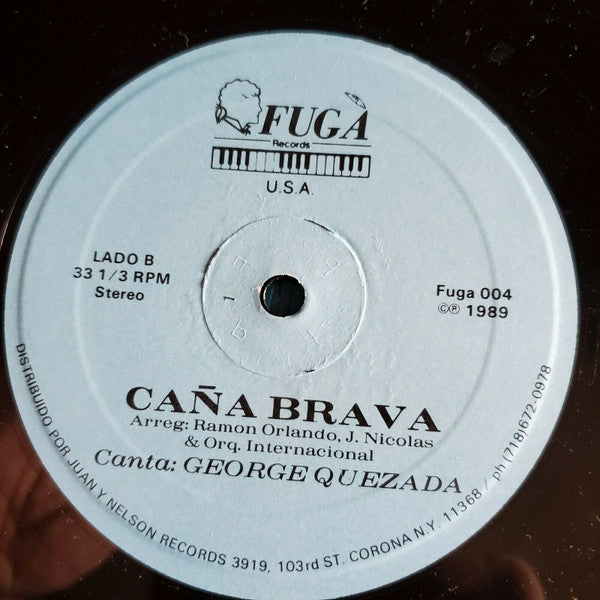 FUGA
Records
U.S.A.
LADO B
33 1/3 RPM
Stereo
Fuga 004
©℗ 1989
CAÑA BRAVA
Arreg: Ramon Orlando, J. Nicolas
& Orq. Internacional
Canta: GEORGE QUEZADA
DISTRIBUIDO POR JUAN Y NELSON RECORDS 3919, 103rd ST. CORONA N.Y. 11368 / ph (718)672-0978